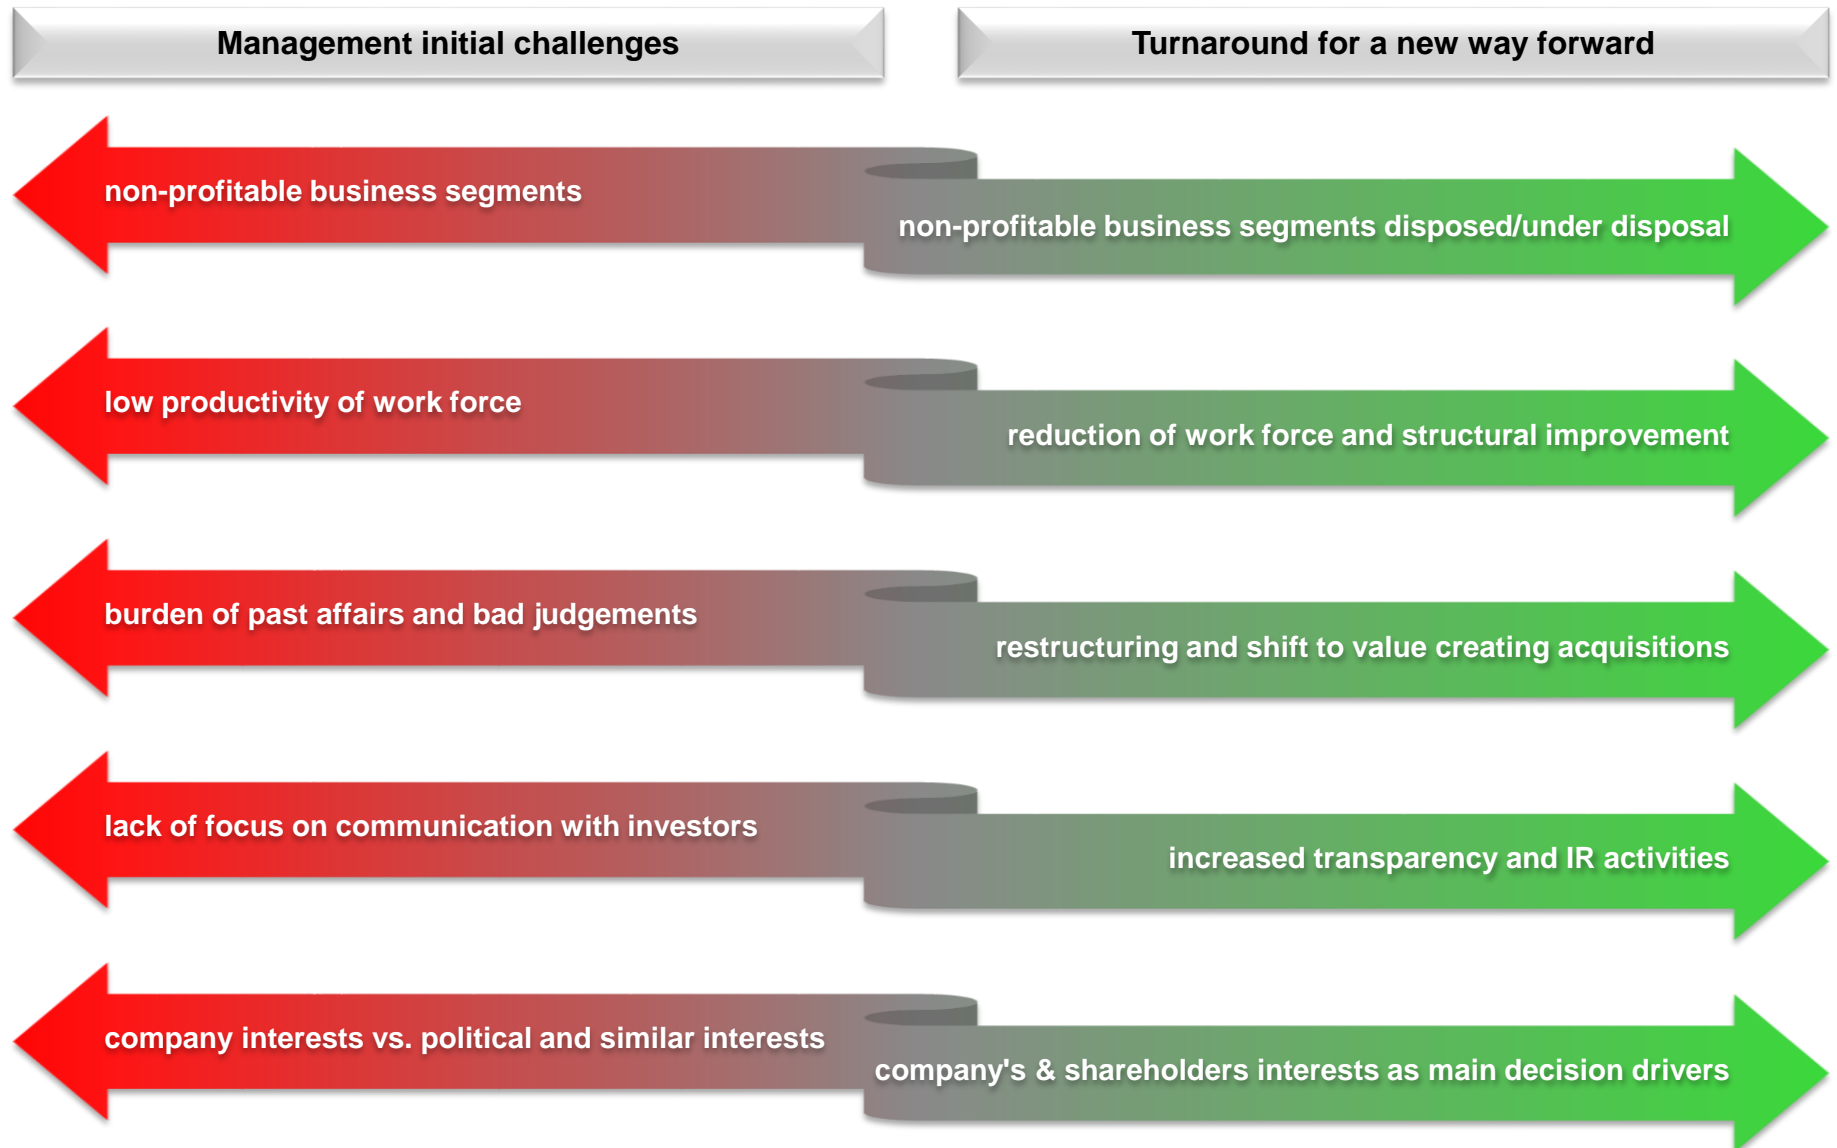 Management initial challenges
Turnaround for a new way forward
non-profitable business segments
non-profitable business segments disposed/under disposal
low productivity of work force
reduction of work force and structural improvement
burden of past affairs and bad judgements
restructuring and shift to value creating acquisitions
lack of focus on communication with investors
increased transparency and IR activities
company interests vs. political and similar interests
company's & shareholders interests as main decision drivers